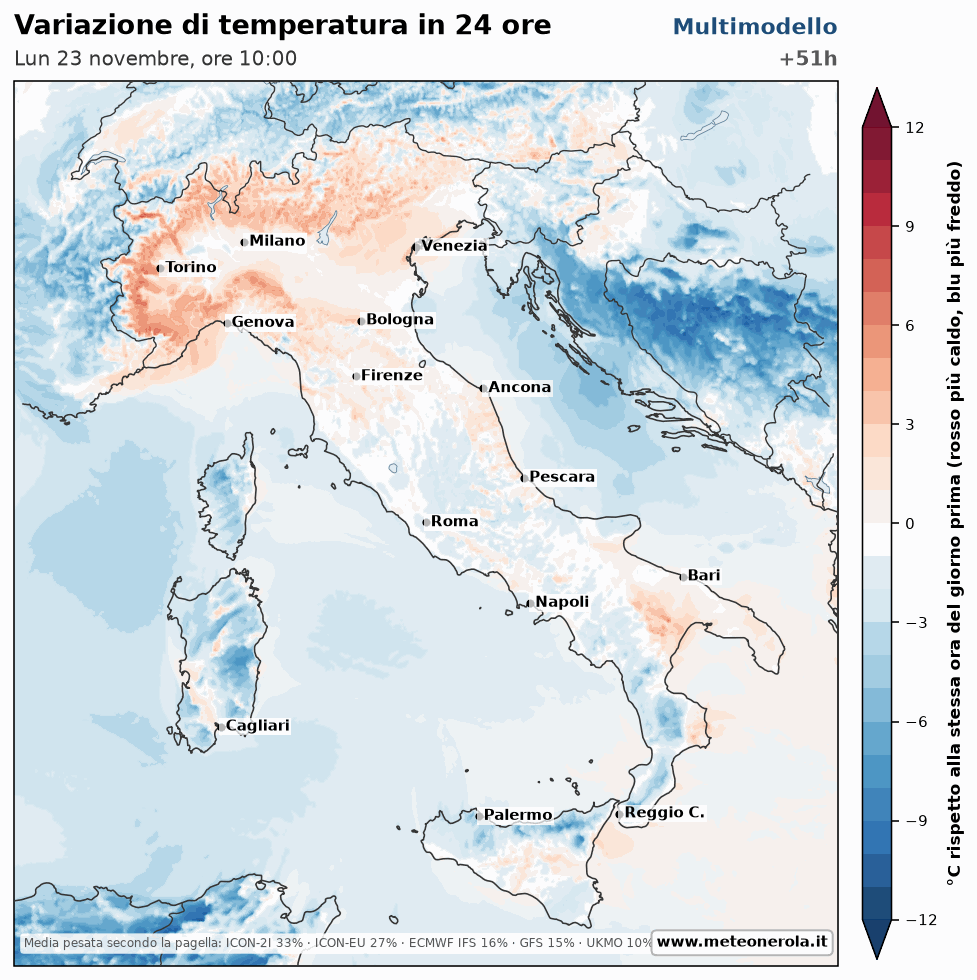 Variazione di temperatura in 24 ore
Multimodello
Lun 23 novembre, ore 10:00
+51h
Milano
Venezia
Torino
Genova
Bologna
Firenze
Ancona
Pescara
Roma
Bari
Napoli
Cagliari
Palermo
Reggio C.
12
9
6
3
0
−3
−6
−9
−12
°C rispetto alla stessa ora del giorno prima (rosso più caldo, blu più freddo)
Media pesata secondo la pagella: ICON-2I 33% · ICON-EU 27% · ECMWF IFS 16% · GFS 15% · UKMO 10%
www.meteonerola.it